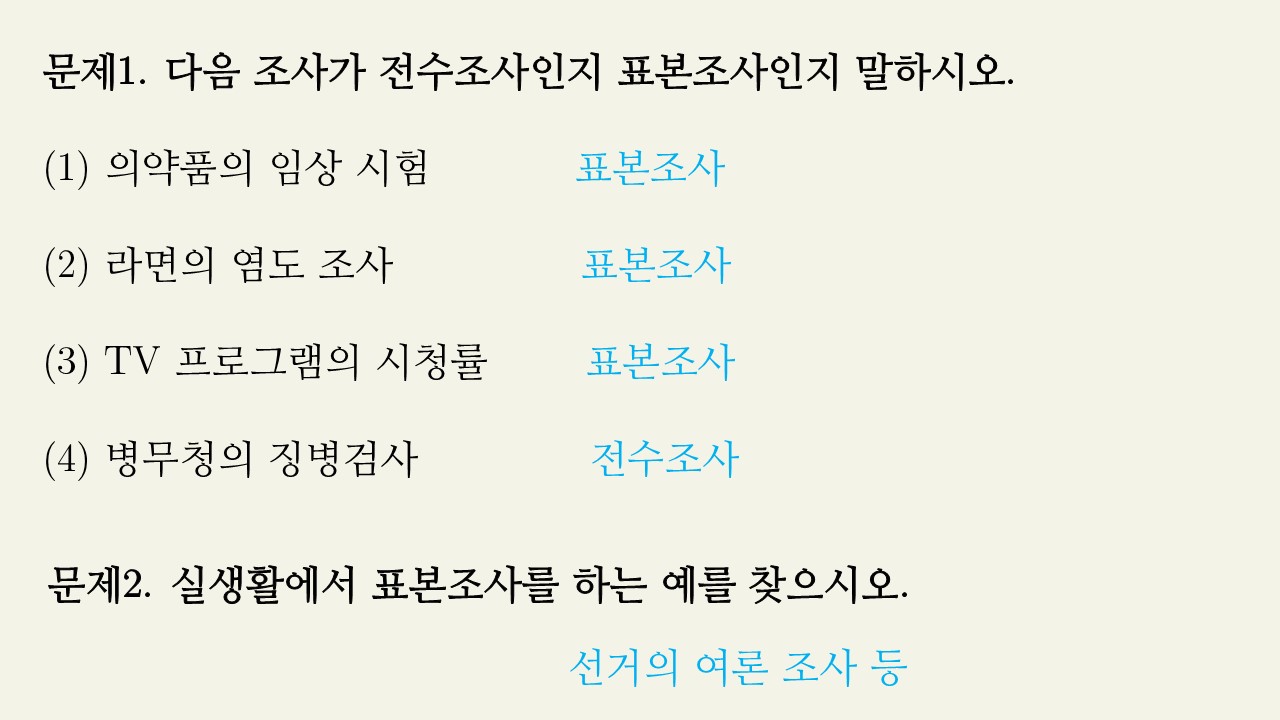 문제1. 다음 조사가 전수조사인지 표본조사인지 말하시오.
(1) 의약품의 임상 시험 표본조사
(2) 라면의 염도 조사 표본조사
(3) TV 프로그램의 시청률 표본조사
(4) 병무청의 징병검사 전수조사
문제2. 실생활에서 표본조사를 하는 예를 찾으시오.
선거의 여론 조사 등